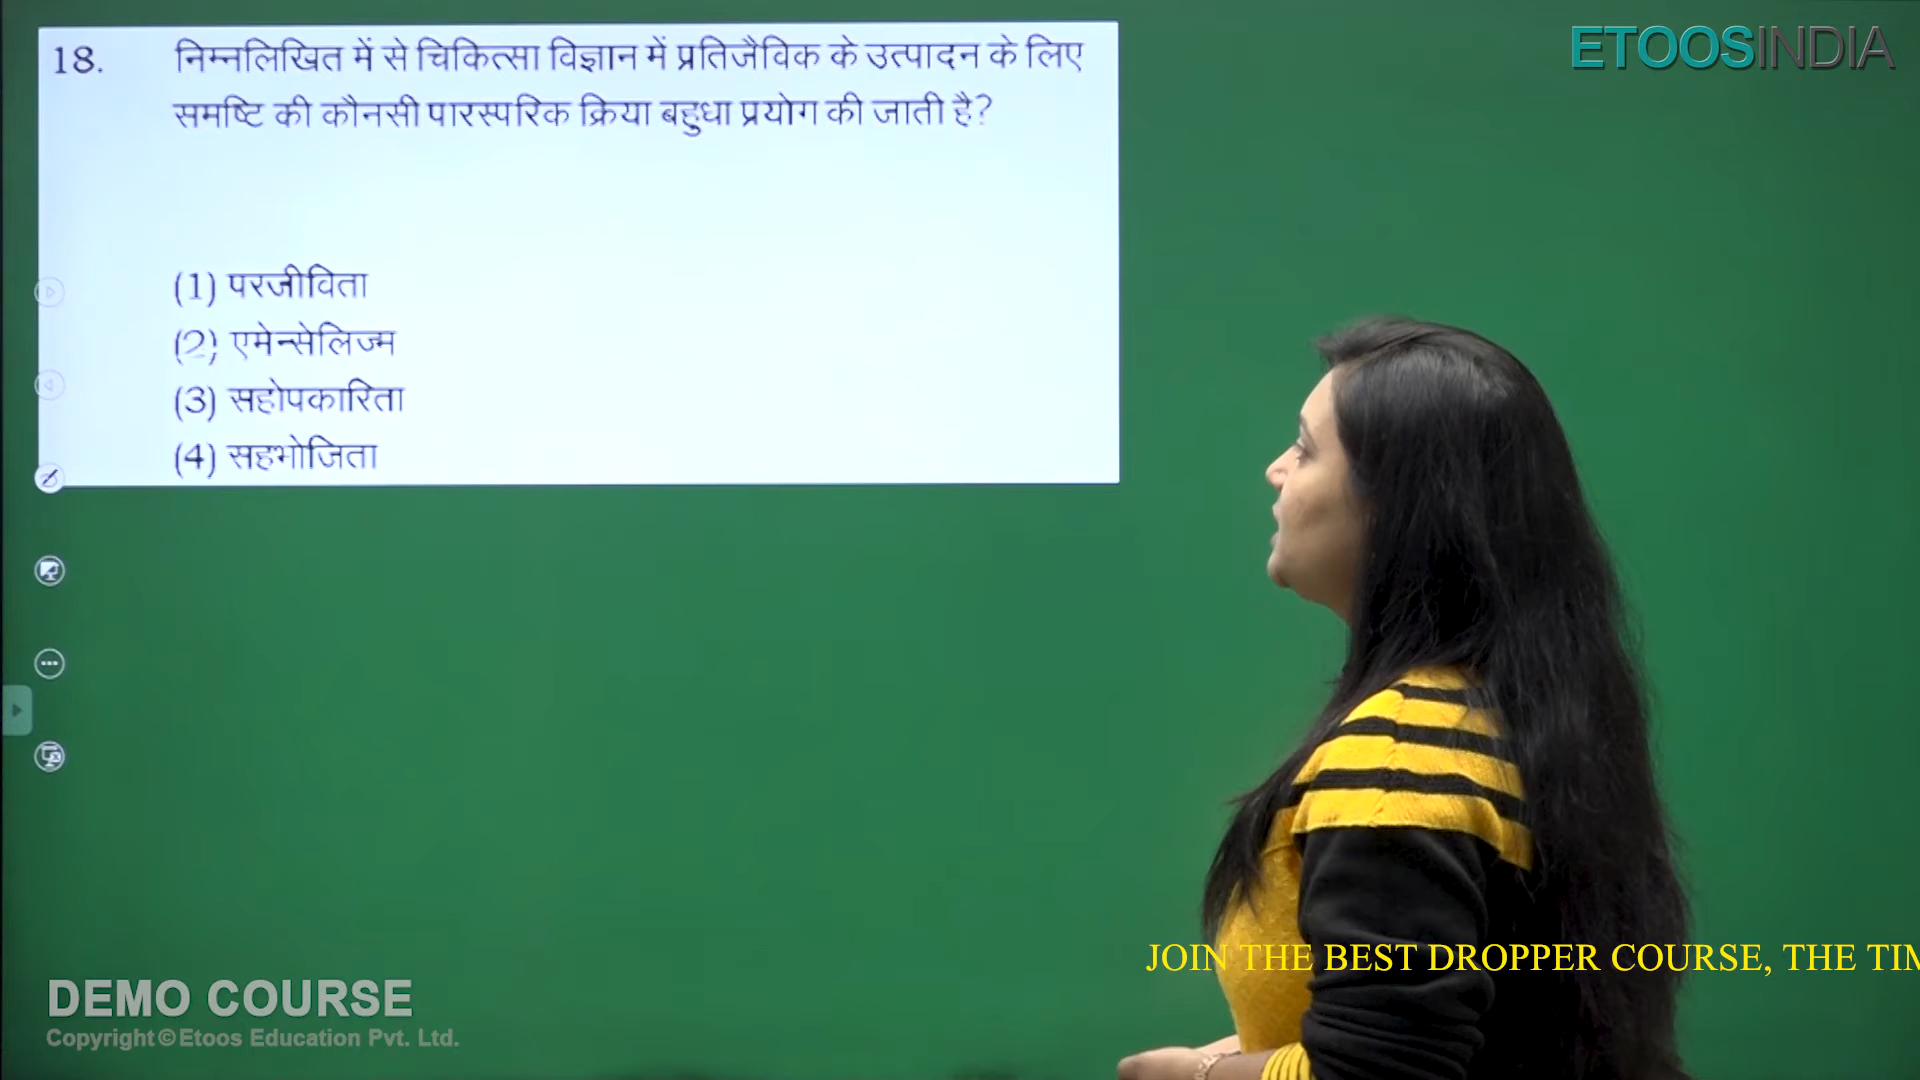 ETOOSINDIA
18. निम्नलिखित में से चिकित्सा विज्ञान में प्रतिजैविक के उत्पादन के लिए
समष्टि की कौनसी पारस्परिक क्रिया बहुधा प्रयोग की जाती है?
(1) परजीविता
(2) एमेन्सेलिज्म
(3) सहोपकारिता
(4) सहभोजिता
JOIN THE BEST DROPPER COURSE, THE TIM
DEMO COURSE
Copyright©Etoos Education Pvt. Ltd.